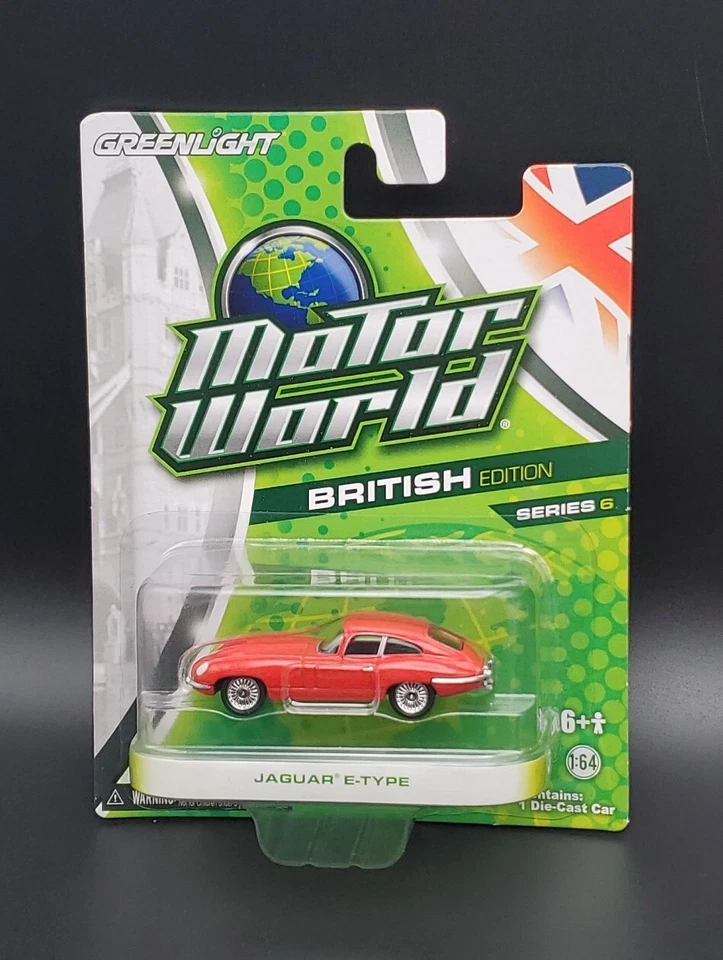 GREENLIGHT
MOTOR
WORLD®
BRITISH EDITION
SERIES 6
6+
1:64
JAGUAR® E-TYPE
WARNING:
ntains:
1 Die-Cast Car